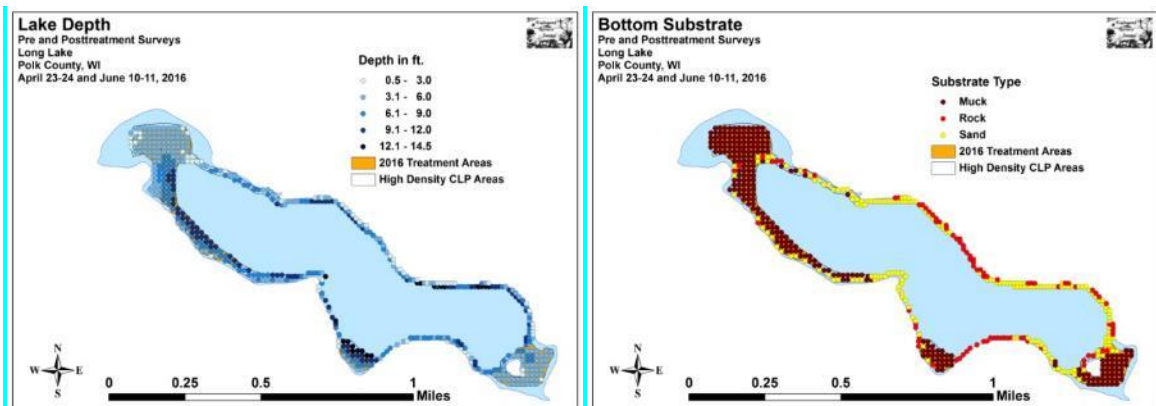 Lake Depth
Pre and Posttreatment Surveys
Long Lake
Polk County, WI
April 23-24 and June 10-11, 2016
Depth in ft.
0.5 - 3.0
3.1 - 6.0
6.1 - 9.0
9.1 - 12.0
12.1 - 14.5
2016 Treatment Areas
High Density CLP Areas
N
W E
S
0 0.25 0.5 1
Miles
Bottom Substrate
Pre and Posttreatment Surveys
Long Lake
Polk County, WI
April 23-24 and June 10-11, 2016
Substrate Type
Muck
Rock
Sand
2016 Treatment Areas
High Density CLP Areas
N
W E
S
0 0.25 0.5 1
Miles